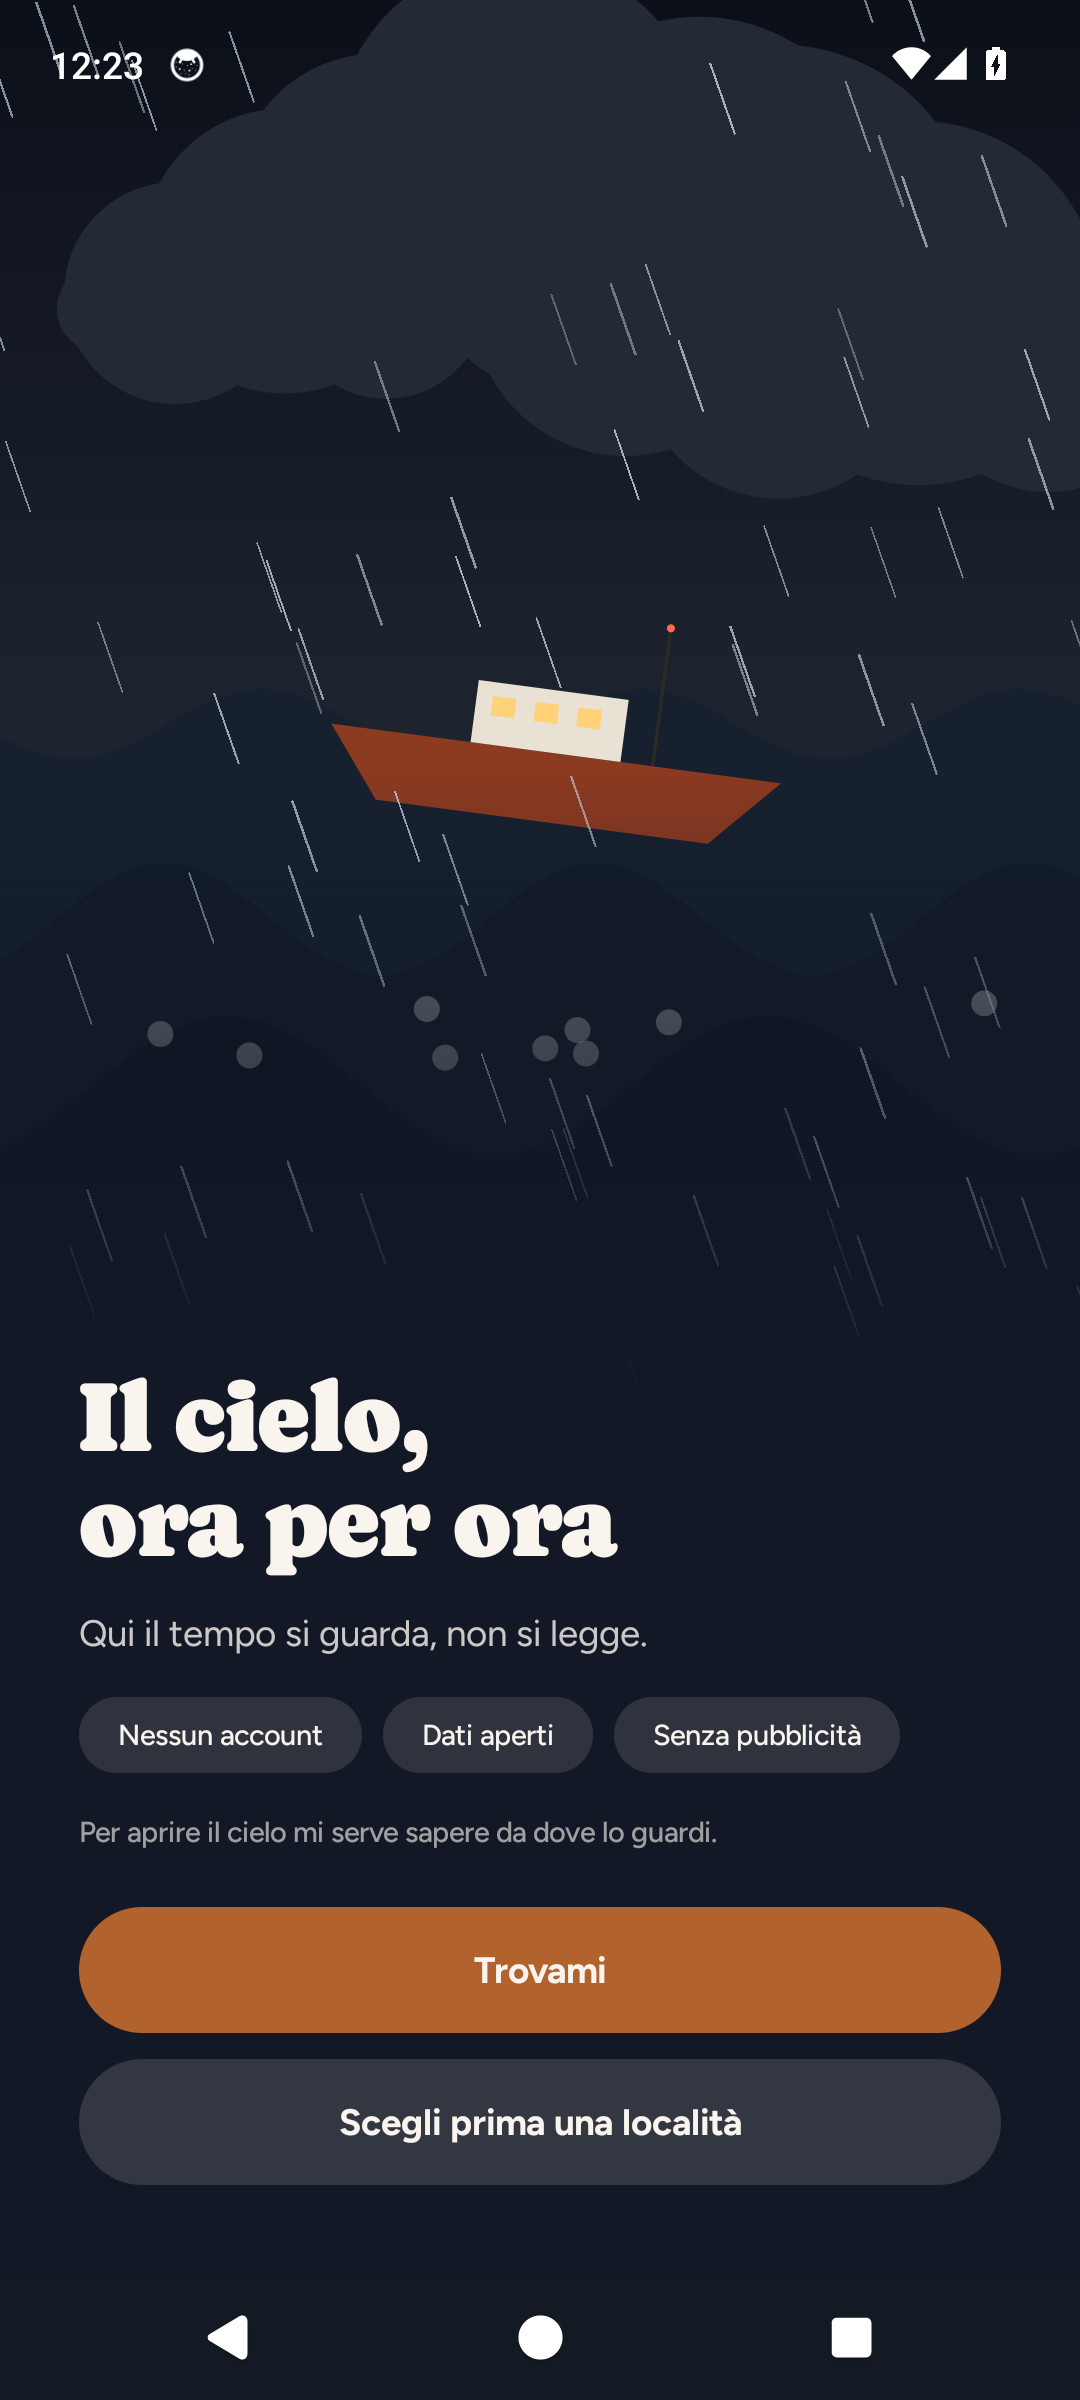 12:23
Il cielo,
ora per ora
Qui il tempo si guarda, non si legge.
Nessun account
Dati aperti
Senza pubblicità
Per aprire il cielo mi serve sapere da dove lo guardi.
Trovami
Scegli prima una località